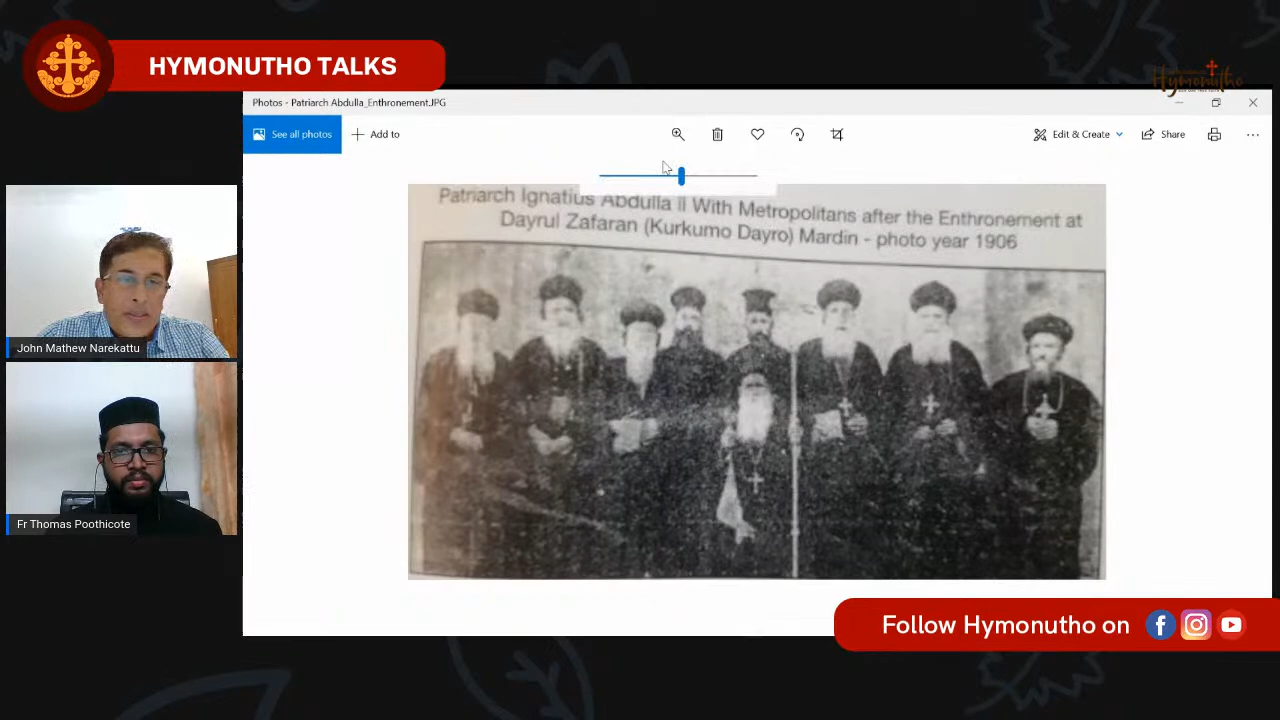 HYMONUTHO TALKS
Hymonutho
Photos - Patriarch Abdulla_Enthronement.JPG
See all photos
Add to
Edit & Create
Share
Patriarch Ignatius Abdulla II With Metropolitans after the Enthronement at
Dayrul Zafaran (Kurkumo Dayro) Mardin - photo year 1906
John Mathew Narekattu
Fr Thomas Poothicote
Follow Hymonutho on